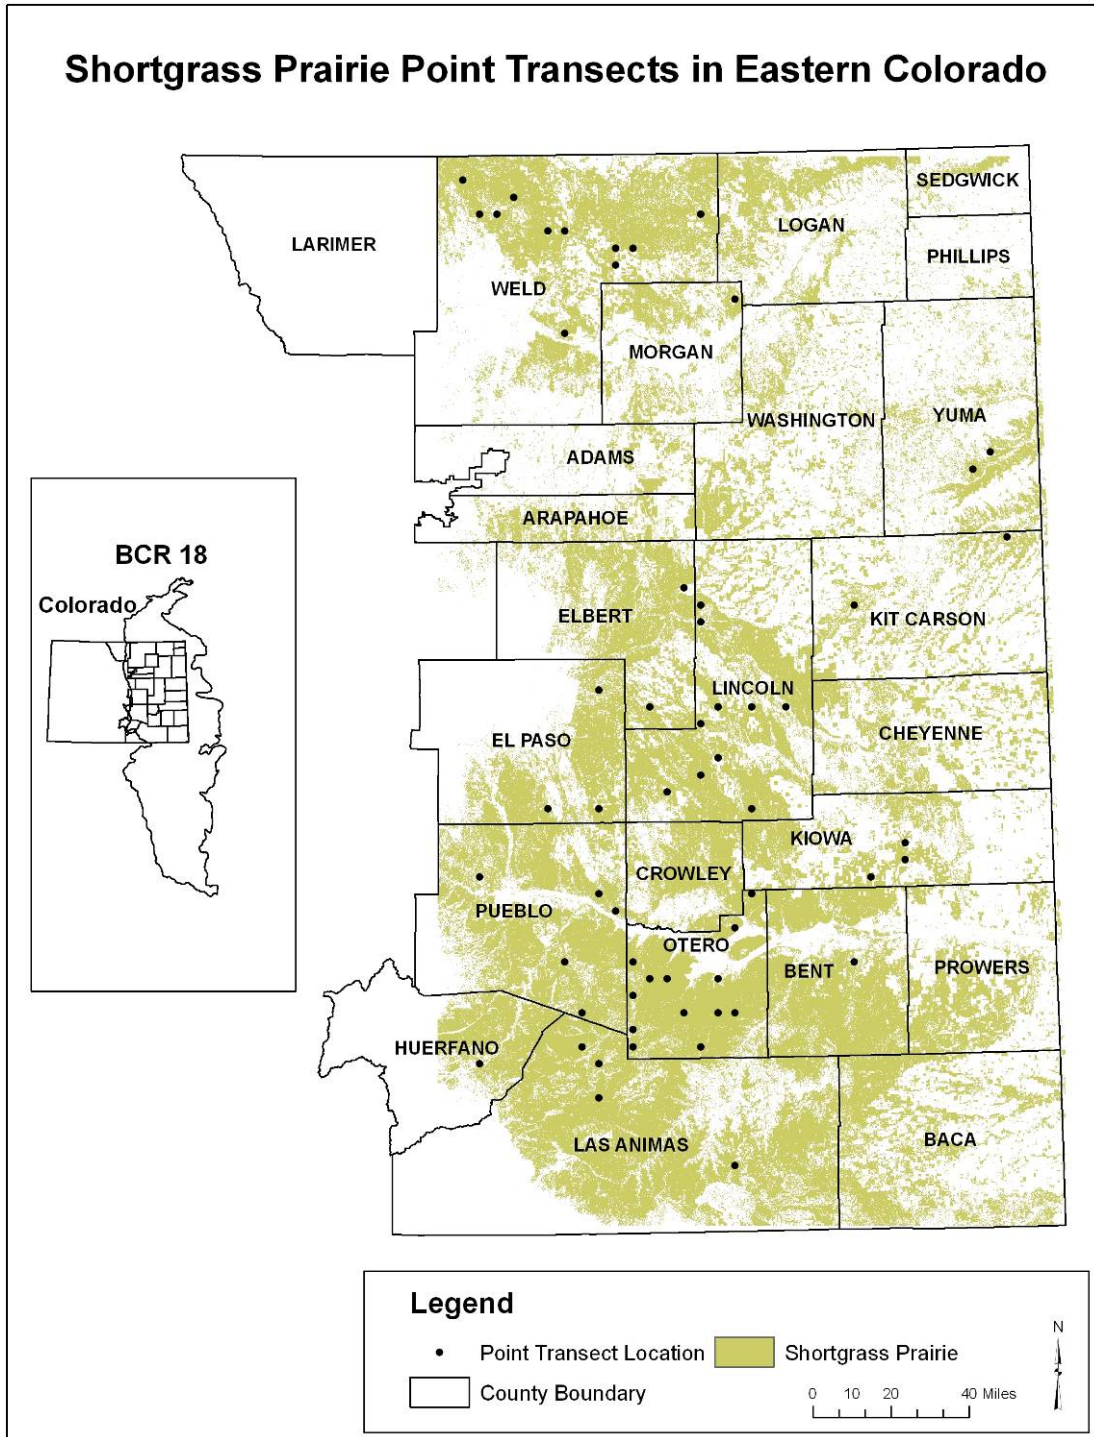 Shortgrass Prairie Point Transects in Eastern Colorado
SEDGWICK
LOGAN
LARIMER
PHILLIPS
WELD
MORGAN
YUMA
WASHINGTON
ADAMS
ARAPAHOE
BCR 18
Colorado
ELBERT
KIT CARSON
LINCOLN
EL PASO
CHEYENNE
KIOWA
CROWLEY
PUEBLO
OTERO
BENT
PROWERS
HUERFANO
LAS ANIMAS
BACA
Legend
Point Transect Location
Shortgrass Prairie
County Boundary
N
0 10 20 40 Miles